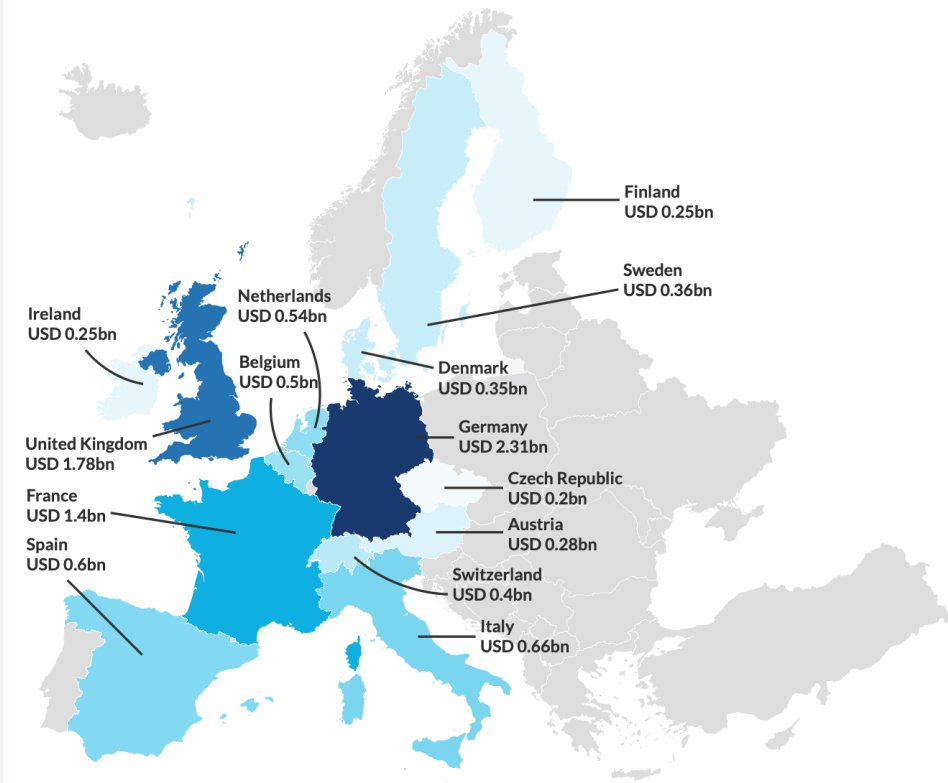 Finland
USD 0.25bn
Sweden
USD 0.36bn
Netherlands
USD 0.54bn
Ireland
USD 0.25bn
Belgium
USD 0.5bn
Denmark
USD 0.35bn
Germany
USD 2.31bn
United Kingdom
USD 1.78bn
Czech Republic
USD 0.2bn
France
USD 1.4bn
Austria
USD 0.28bn
Spain
USD 0.6bn
Switzerland
USD 0.4bn
Italy
USD 0.66bn